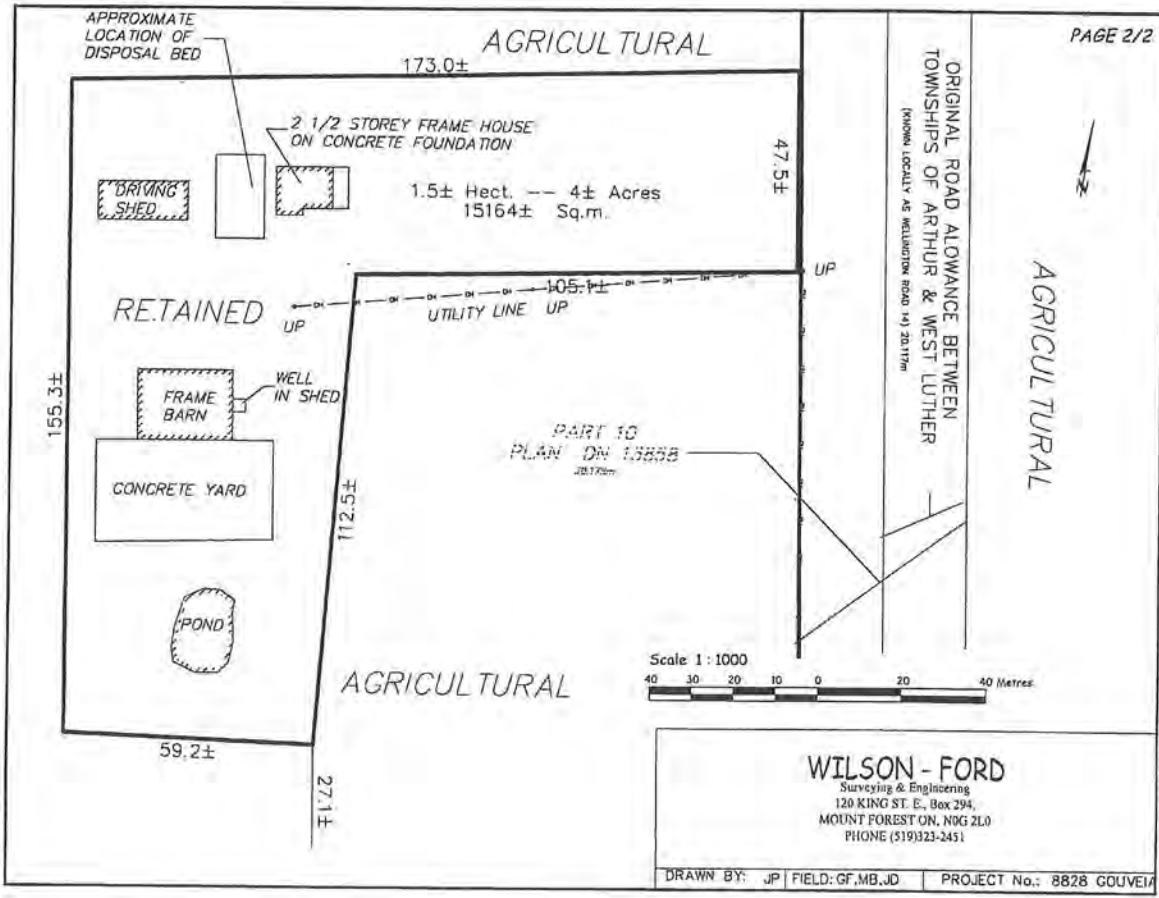 PAGE 2/2
APPROXIMATE
LOCATION OF
DISPOSAL BED
AGRICULTURAL
173.0±
2 1/2 STOREY FRAME HOUSE
ON CONCRETE FOUNDATION
DRIVING
SHED
1.5± Hect. -- 4± Acres
15164± Sq.m.
47.5±
ORIGINAL ROAD ALOWANCE BETWEEN
TOWNSHIPS OF ARTHUR & WEST LUTHER
(KNOWN LOCALLY AS WELLINGTON ROAD 14) 20.117m
N
AGRICULTURAL
UP
105.1±
RETAINED
UP
UTILITY LINE UP
155.3±
FRAME
BARN
WELL
IN SHED
CONCRETE YARD
112.5±
PART 10
PLAN DN 13858
POND
AGRICULTURAL
59.2±
27.1±
Scale 1 : 1000
40 30 20 10 0 20 40 Metres
WILSON - FORD
Surveying & Engineering
120 KING ST. E., Box 294,
MOUNT FOREST ON, N0G 2L0
PHONE (519)323-2451
DRAWN BY: JP FIELD: GF,MB,JD PROJECT No.: 8828 GOUVEIA